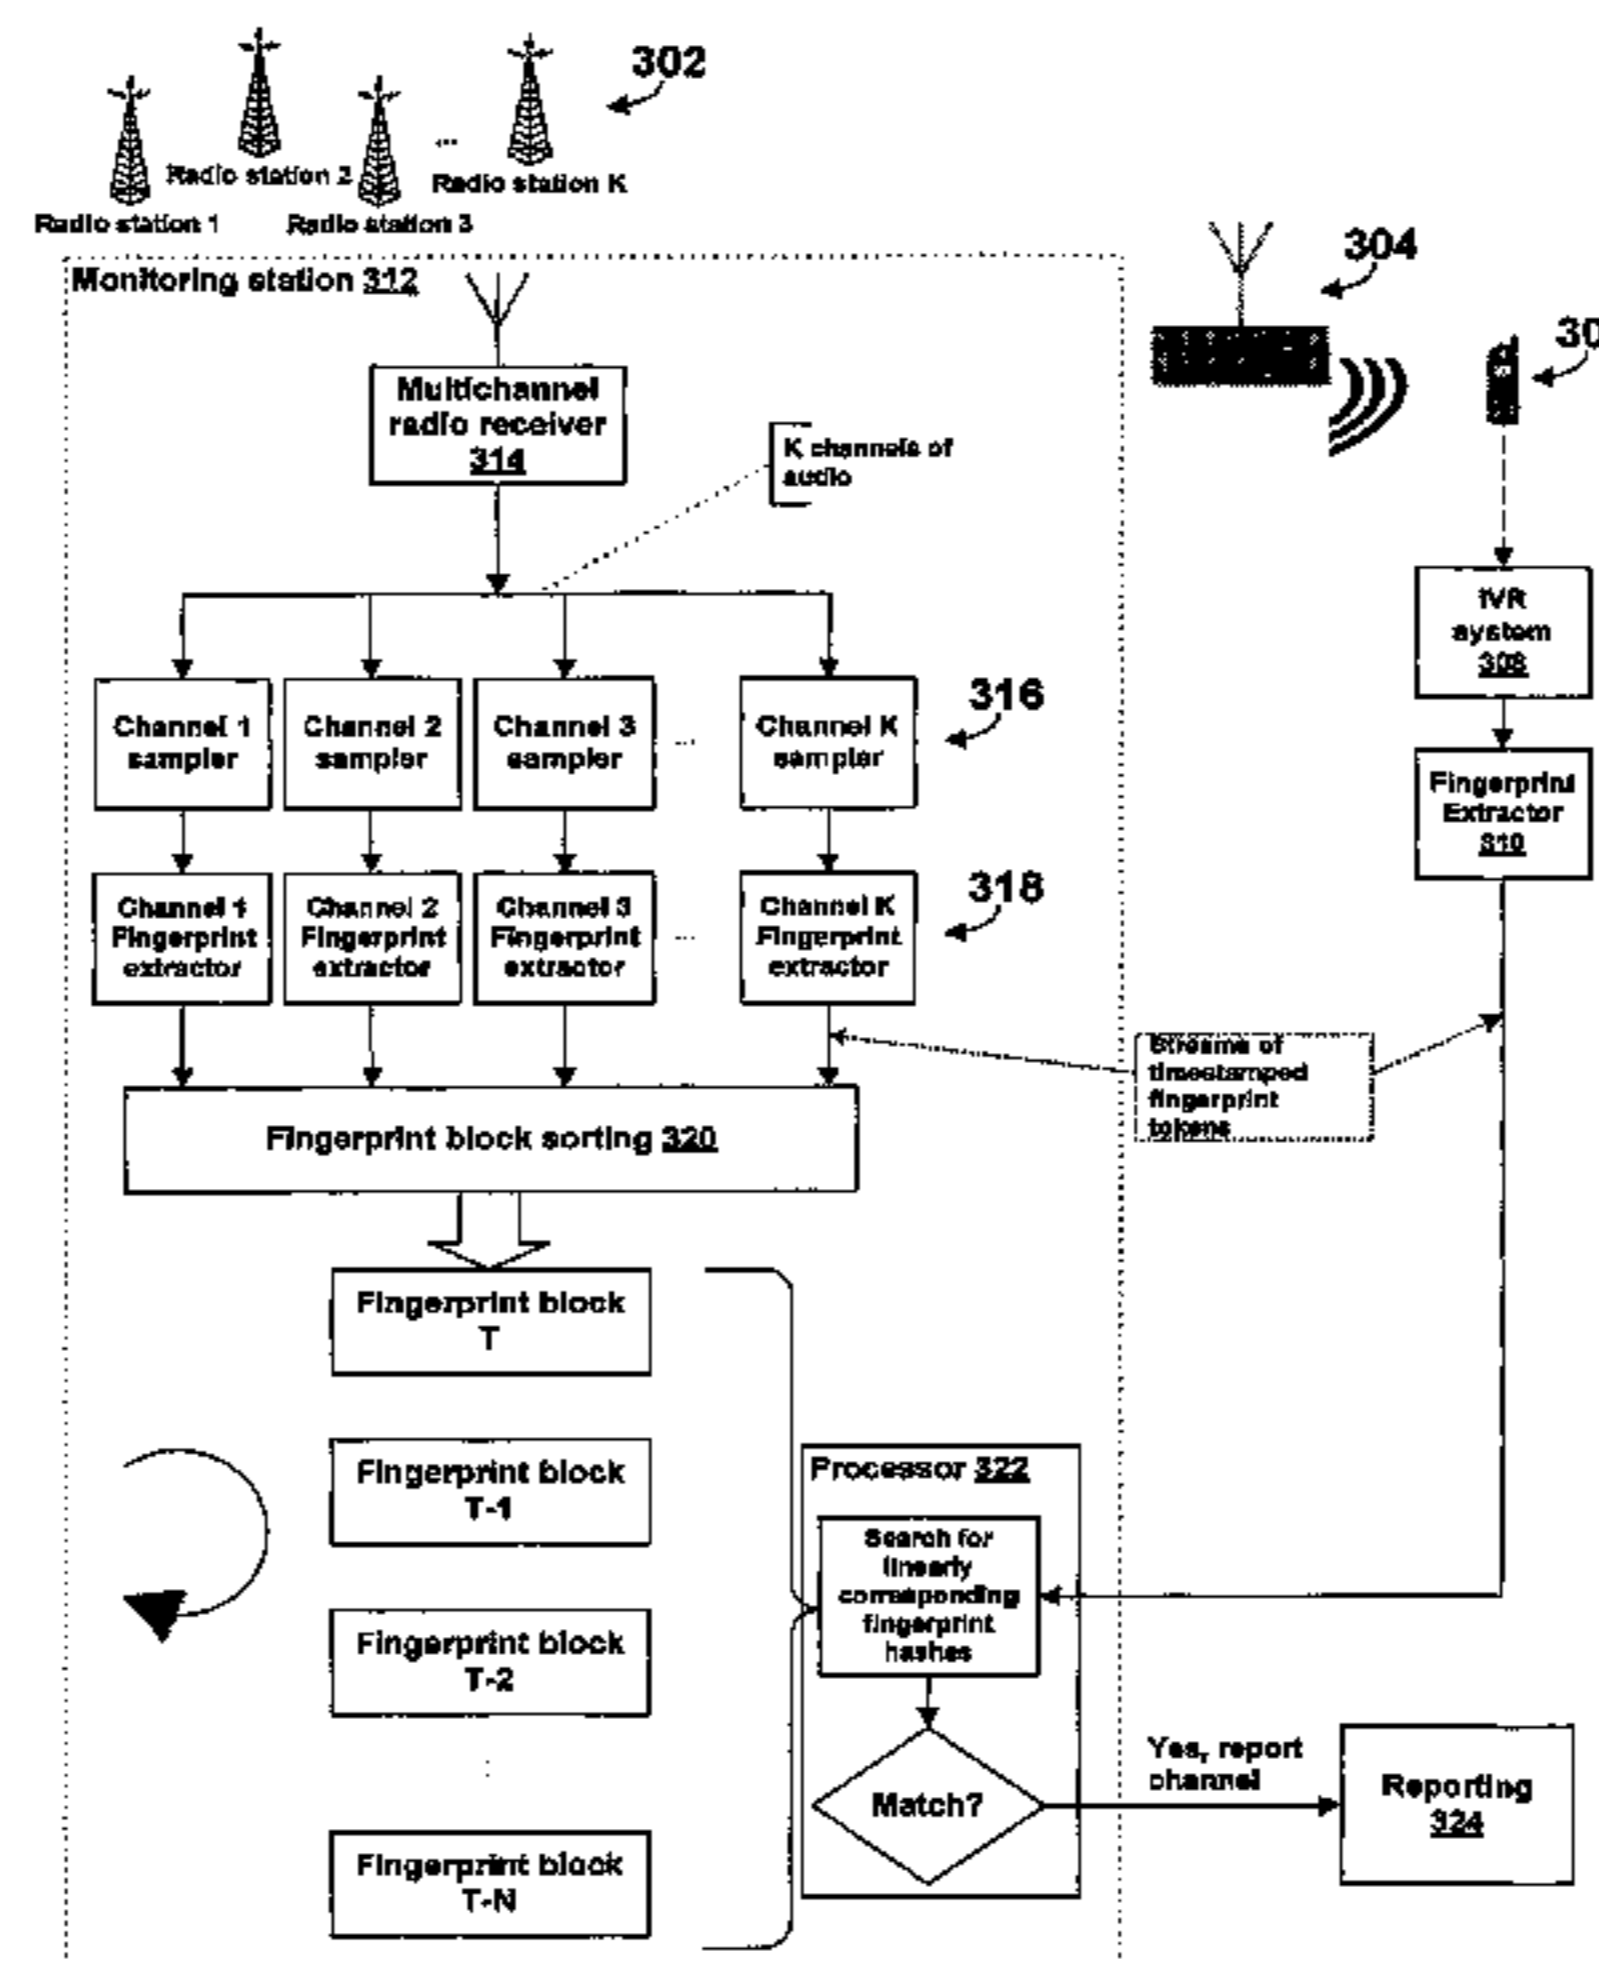 302
Radio station 2
Radio station K
Radio station 1
Radio station 3
304
Monitoring station 312
30
Multichannel
radio receiver
314
K channels of
audio
IVR
system
308
316
Channel 1
sampler
Channel 2
sampler
Channel 3
sampler
...
Channel K
sampler
Fingerprint
Extractor
310
318
Channel 1
Fingerprint
extractor
Channel 2
Fingerprint
extractor
Channel 3
Fingerprint
extractor
...
Channel K
Fingerprint
extractor
Streams of
timestamped
fingerprint
tokens
Fingerprint block sorting 320
Fingerprint block
T
Fingerprint block
T-1
Fingerprint block
T-2
Fingerprint block
T-N
Processor 322
Search for
linearly
corresponding
fingerprint
hashes
Match?
Yes, report
channel
Reporting
324